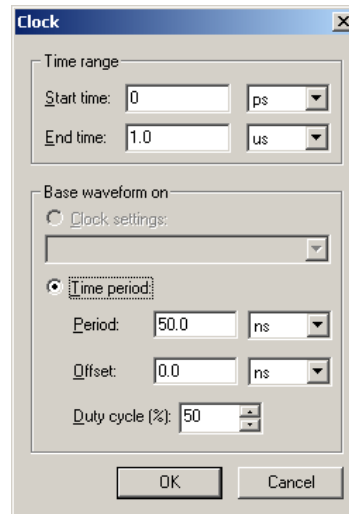 Clock
Time range
Start time: 0 ps
End time: 1.0 us
Base waveform on
Clock settings:
Time period:
Period: 50.0 ns
Offset: 0.0 ns
Duty cycle (%): 50
OK Cancel